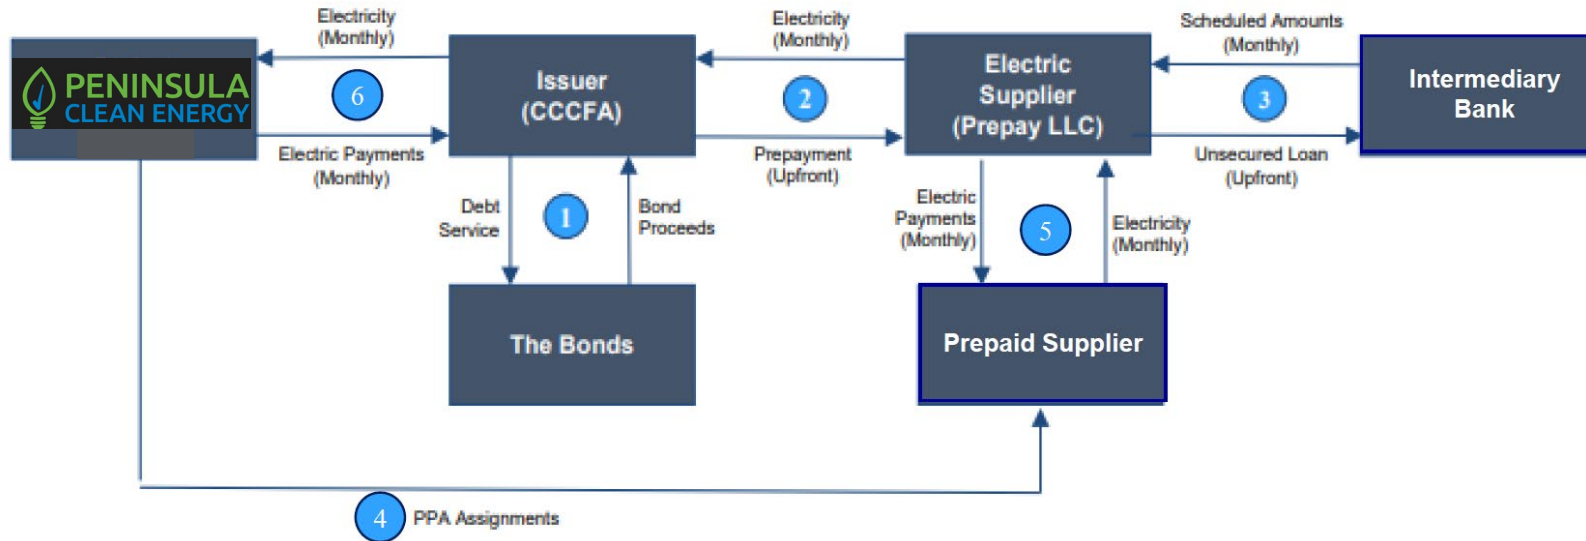 Electricity
(Monthly)
Electricity
(Monthly)
Scheduled Amounts
(Monthly)
PENINSULA
CLEAN ENERGY
6
Issuer
(CCCFA)
2
Electric
Supplier
(Prepay LLC)
3
Intermediary
Bank
Electric Payments
(Monthly)
Prepayment
(Upfront)
Unsecured Loan
(Upfront)
Debt
Service
1
Bond
Proceeds
Electric
Payments
(Monthly)
5
Electricity
(Monthly)
The Bonds
Prepaid Supplier
4
PPA Assignments